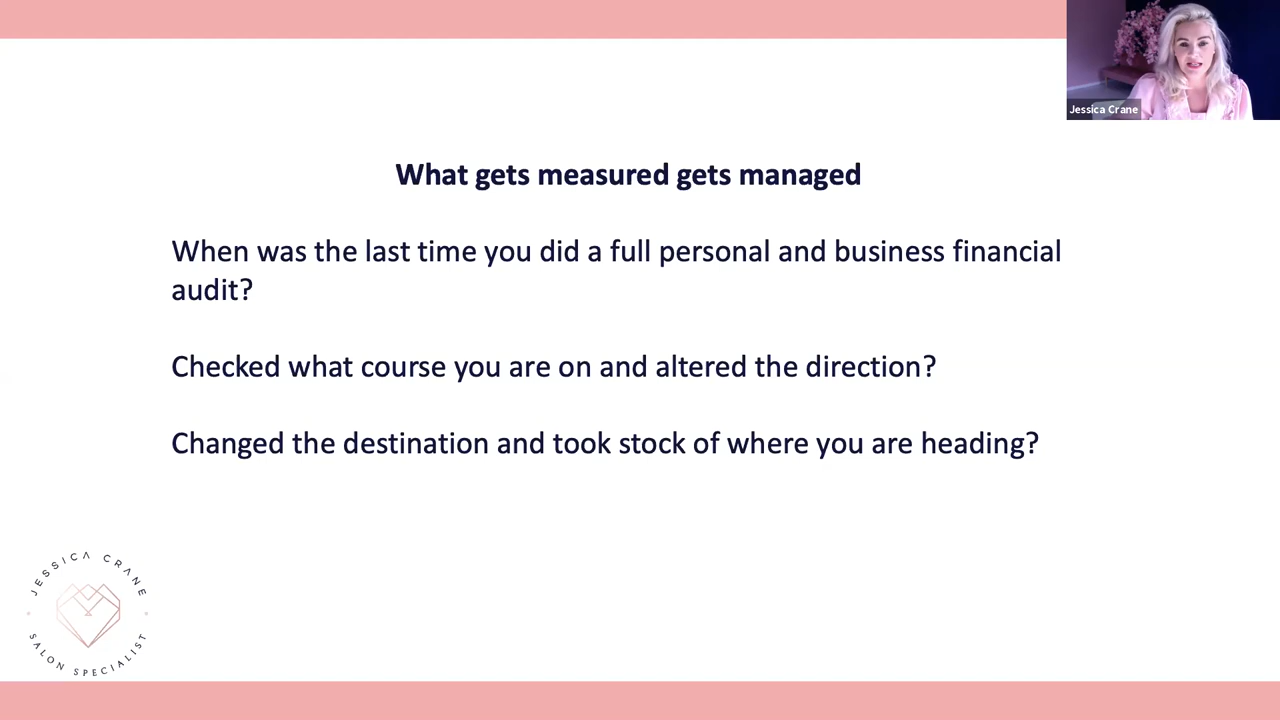 Jessica Crane
What gets measured gets managed
When was the last time you did a full personal and business financial
audit?
Checked what course you are on and altered the direction?
Changed the destination and took stock of where you are heading?
JESSICA CRANE
SALON SPECIALIST